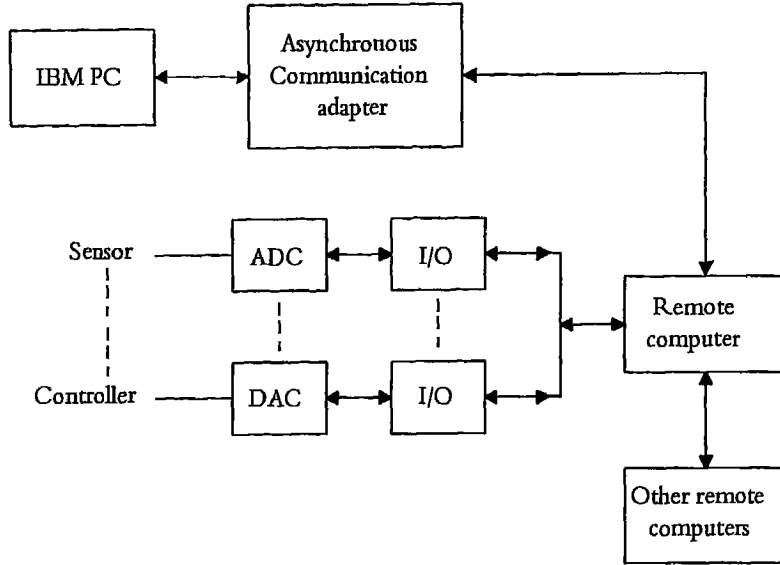 IBM PC
Asynchronous
Communication
adapter
Sensor
ADC
I/O
Remote
computer
Controller
DAC
I/O
Other remote
computers